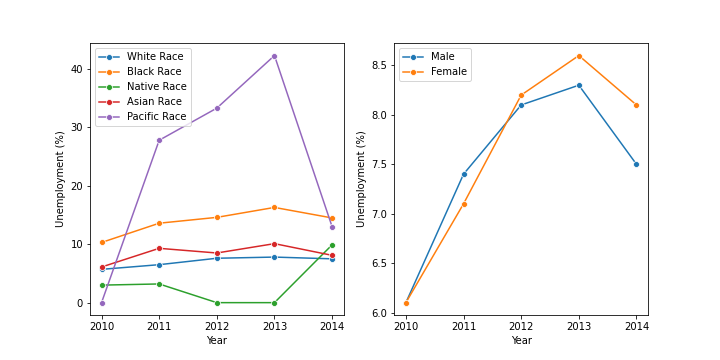 White Race
Black Race
Native Race
Asian Race
Pacific Race
40
30
20
10
0
Unemployment (%)
2010 2011 2012 2013 2014
Year
Male
Female
8.5
8.0
7.5
7.0
6.5
6.0
Unemployment (%)
2010 2011 2012 2013 2014
Year